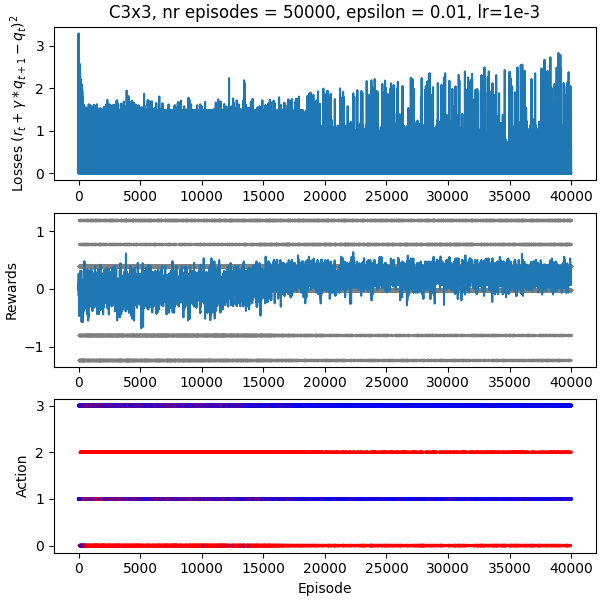 C3x3, nr episodes = 50000, epsilon = 0.01, lr=1e-3
Losses $(r_t + \gamma * q_{t+1} - q_t)^2$
3
2
1
0
0 5000 10000 15000 20000 25000 30000 35000 40000
Rewards
1
0
−1
0 5000 10000 15000 20000 25000 30000 35000 40000
Action
3
2
1
0
0 5000 10000 15000 20000 25000 30000 35000 40000
Episode